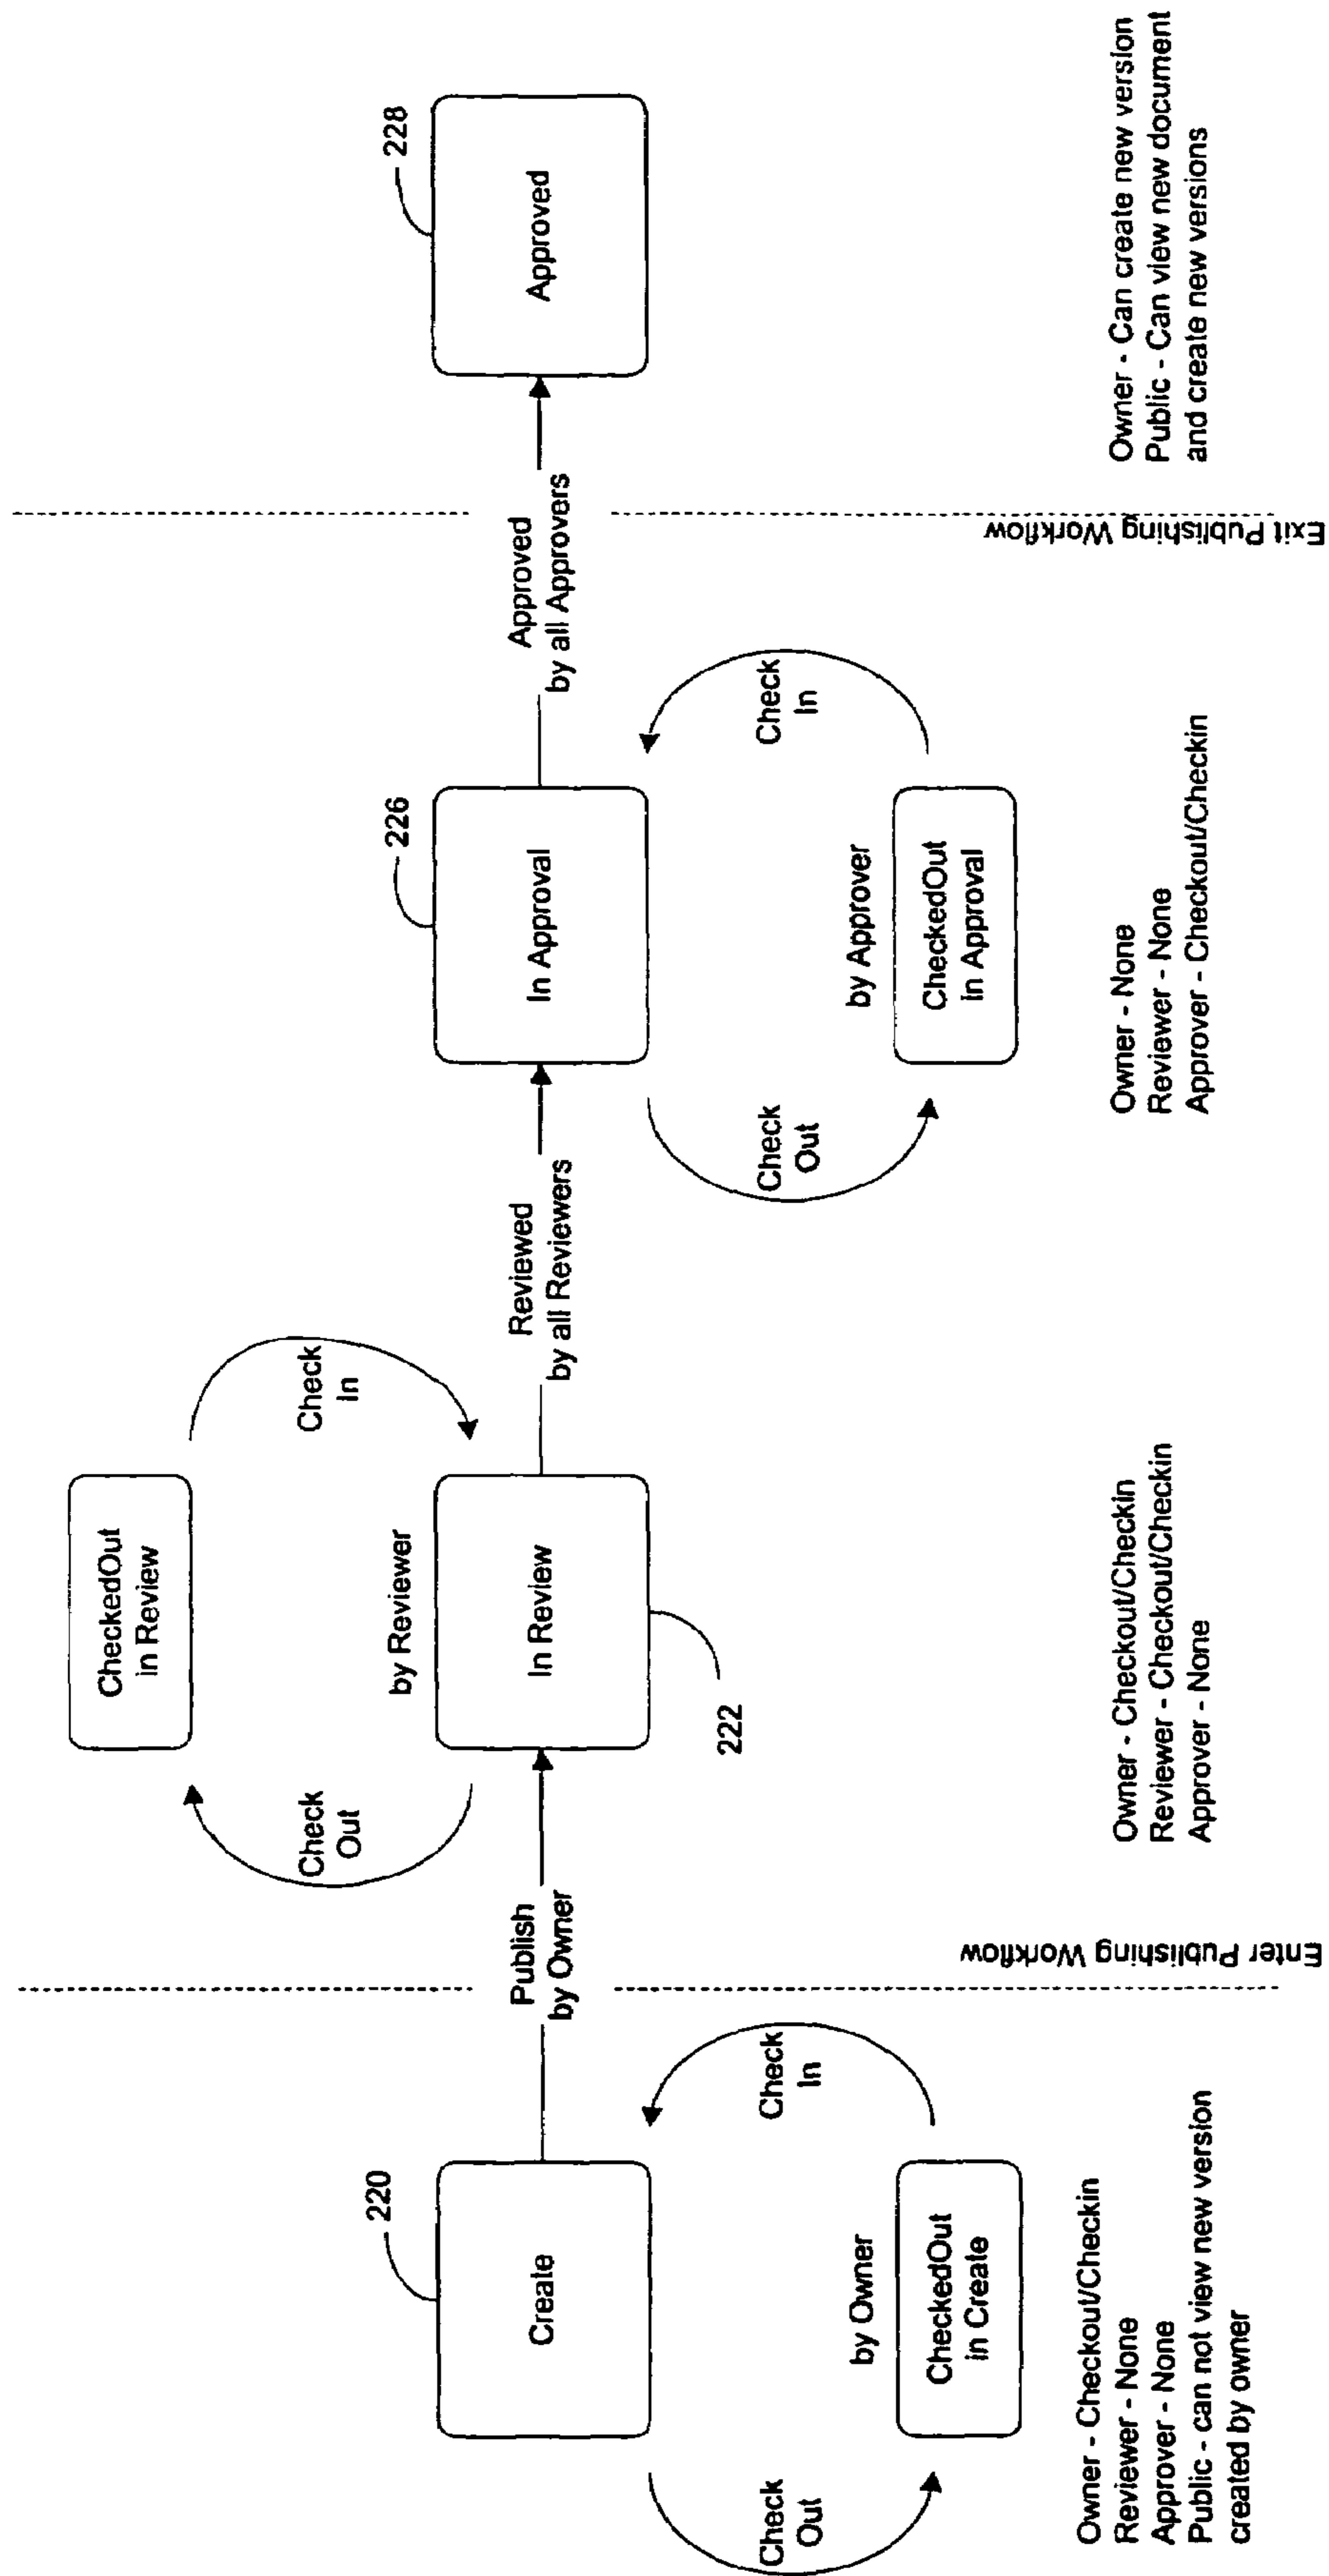 220
Create
Check
Out
Check
In
by Owner
CheckedOut
in Create
Owner - Checkout/Checkin
Reviewer - None
Approver - None
Public - can not view new version
created by owner
Publish
by Owner
Enter Publishing Workflow
CheckedOut
in Review
Check
Out
Check
In
by Reviewer
In Review
222
Owner - Checkout/Checkin
Reviewer - Checkout/Checkin
Approver - None
Reviewed
by all Reviewers
226
In Approval
Check
Out
Check
In
by Approver
CheckedOut
in Approval
Owner - None
Reviewer - None
Approver - Checkout/Checkin
Approved
by all Approvers
Exit Publishing Workflow
228
Approved
Owner - Can create new version
Public - Can view new document
and create new versions